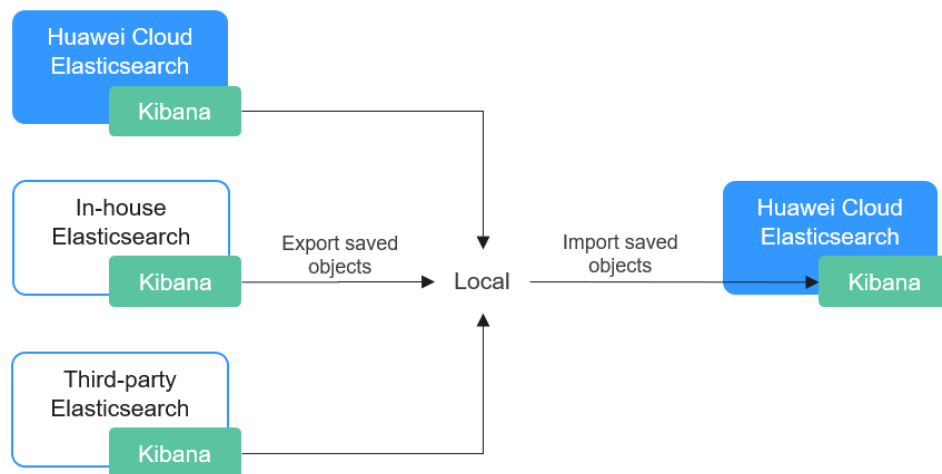 Huawei Cloud
Elasticsearch
Kibana
In-house
Elasticsearch
Kibana
Export saved
objects
Local
Import saved
objects
Huawei Cloud
Elasticsearch
Kibana
Third-party
Elasticsearch
Kibana